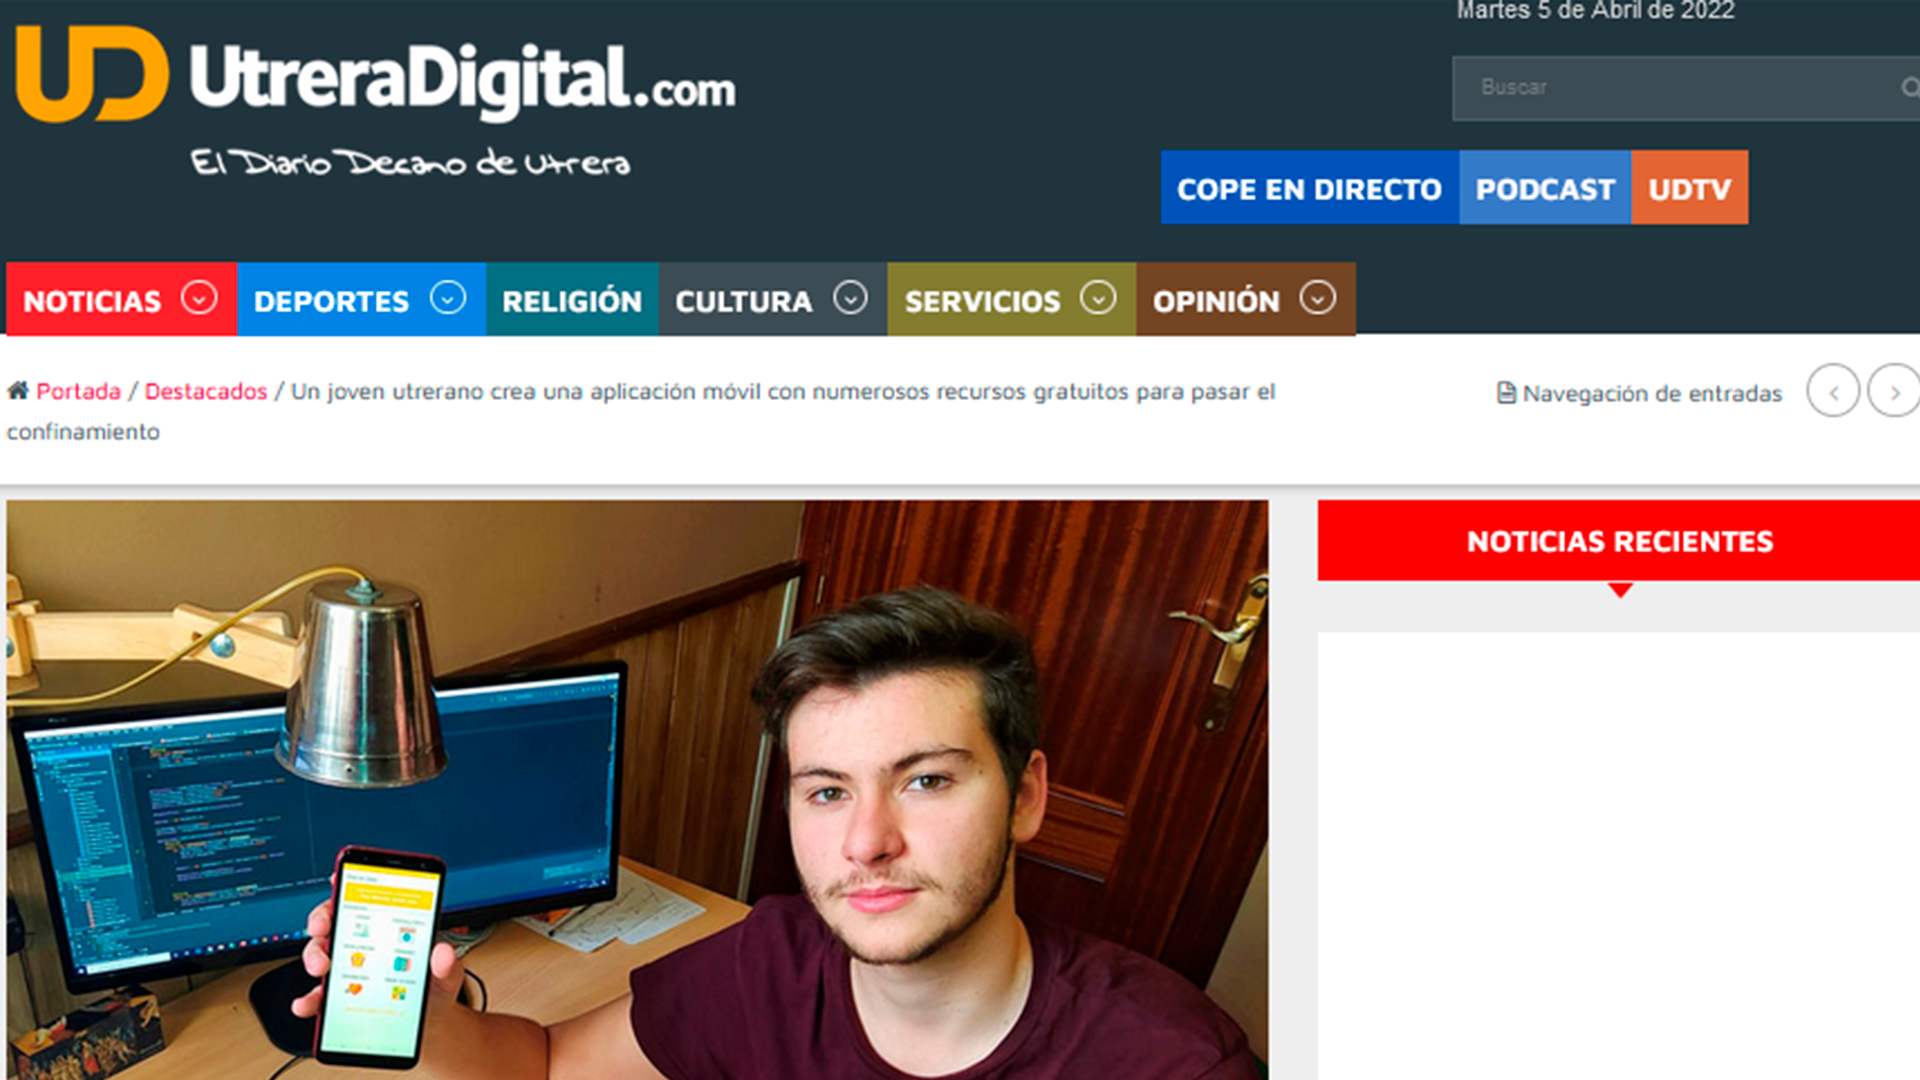 Martes 5 de Abril de 2022
UD UtreraDigital.com
Buscar
El Diario Decano de Utrera
COPE EN DIRECTO PODCAST UDTV
NOTICIAS DEPORTES RELIGIÓN CULTURA SERVICIOS OPINIÓN
Portada / Destacados / Un joven utrerano crea una aplicación móvil con numerosos recursos gratuitos para pasar el
confinamiento
Navegación de entradas
NOTICIAS RECIENTES